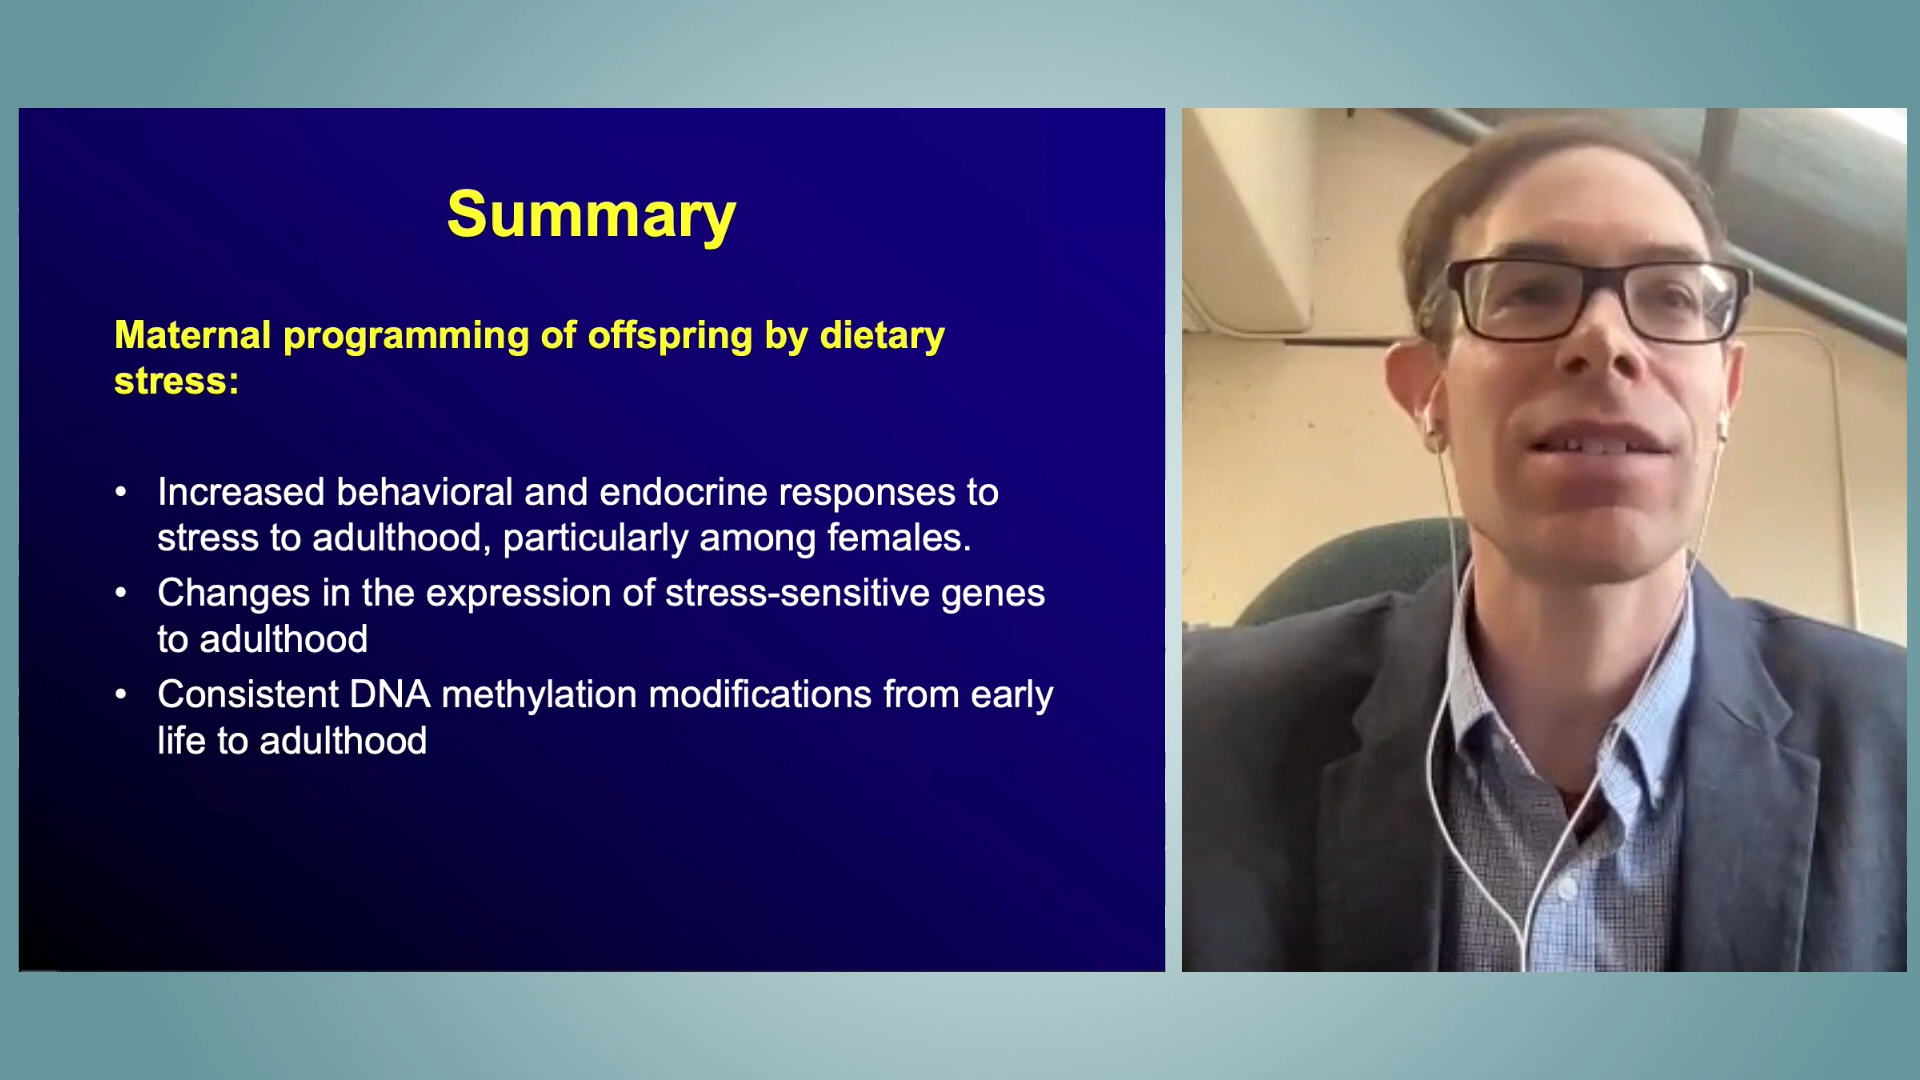 Summary
Maternal programming of offspring by dietary
stress:
• Increased behavioral and endocrine responses to
stress to adulthood, particularly among females.
• Changes in the expression of stress-sensitive genes
to adulthood
• Consistent DNA methylation modifications from early
life to adulthood